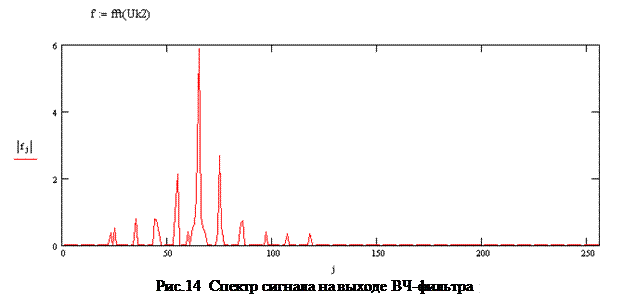 f := fft(Uk2)
6
4
|fj|
2
0
0 50 100 150 200 250
j
Рис.14 Спектр сигнала на выходе ВЧ-фильтра